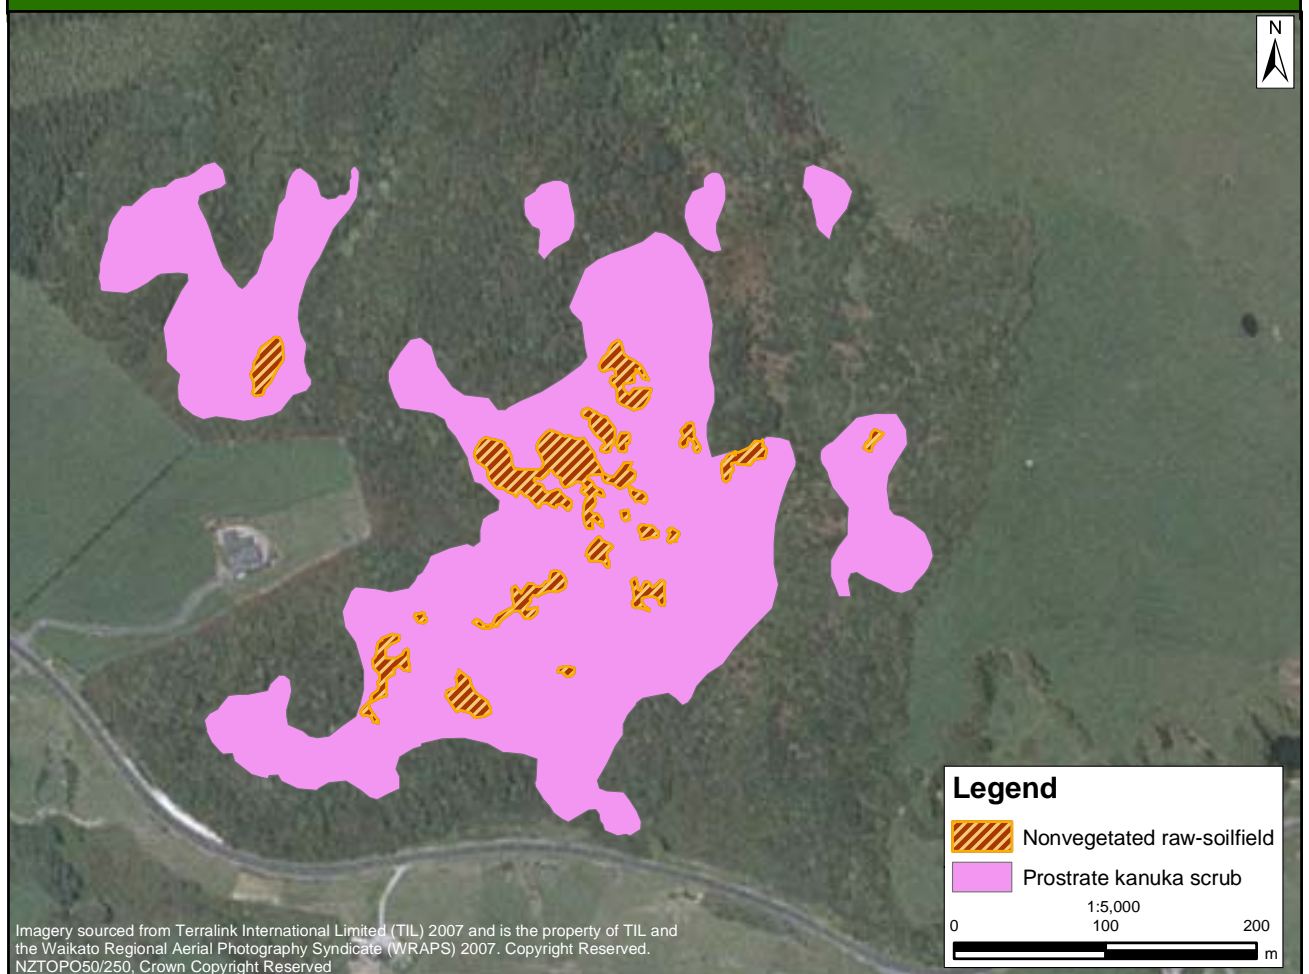 N
Legend
Nonvegetated raw-soilfield
Prostrate kanuka scrub
1:5,000
0 100 200
m
Imagery sourced from Terralink International Limited (TIL) 2007 and is the property of TIL and
the Waikato Regional Aerial Photography Syndicate (WRAPS) 2007. Copyright Reserved.
NZTOPO50/250, Crown Copyright Reserved